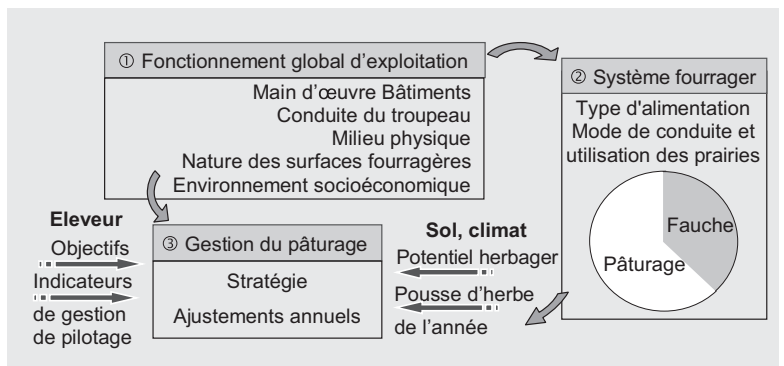 ① Fonctionnement global d’exploitation
Main d’œuvre Bâtiments
Conduite du troupeau
Milieu physique
Nature des surfaces fourragères
Environnement socioéconomique
② Système fourrager
Type d'alimentation
Mode de conduite et
utilisation des prairies
Fauche
Pâturage
Eleveur
Objectifs
Indicateurs
de gestion
de pilotage
③ Gestion du pâturage
Stratégie
Ajustements annuels
Sol, climat
Potentiel herbager
Pousse d’herbe
de l’année